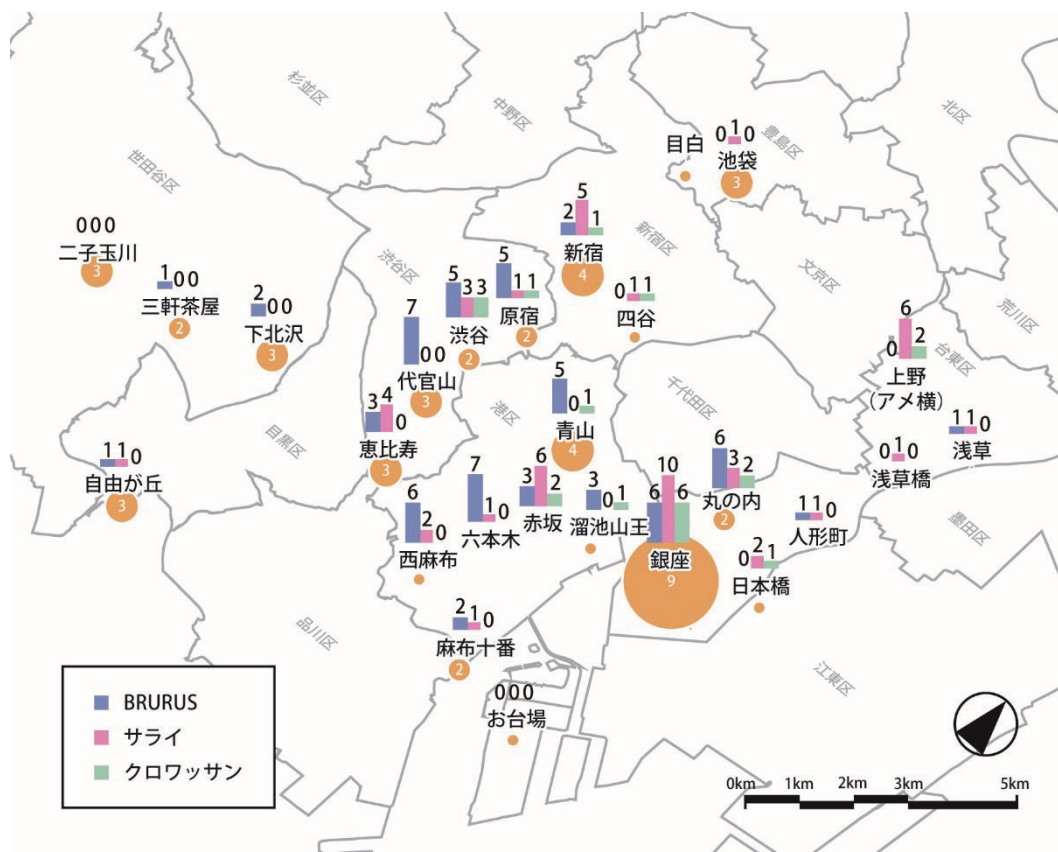 杉並区
中野区
北区
豊島区
世田谷区
目白
0 1 0
池袋
3
000
二子玉川
3
1 0 0
三軒茶屋
2
2 0 0
下北沢
3
渋谷区
新宿区
文京区
荒川区
台東区
2 5 1
新宿
4
5 1 1
原宿
2
5 3 3
渋谷
2
7 0 0
代官山
3
0 1 1
四谷
0 6 2
上野
（アメ横）
1 1 0
浅草
0 1 0
浅草橋
千代田区
港区
目黒区
3 4 0
恵比寿
3
5 0 1
青山
4
1 1 0
自由が丘
3
6 2 0
西麻布
7 1 0
六本木
3 6 2
赤坂
3 0 1
溜池山王
6 10 6
銀座
9
6 3 2
丸の内
2
1 1 0
人形町
墨田区
0 2 1
日本橋
品川区
2 1 0
麻布十番
2
000
お台場
江東区
BRURUS
サライ
クロワッサン
0km 1km 2km 3km 5km